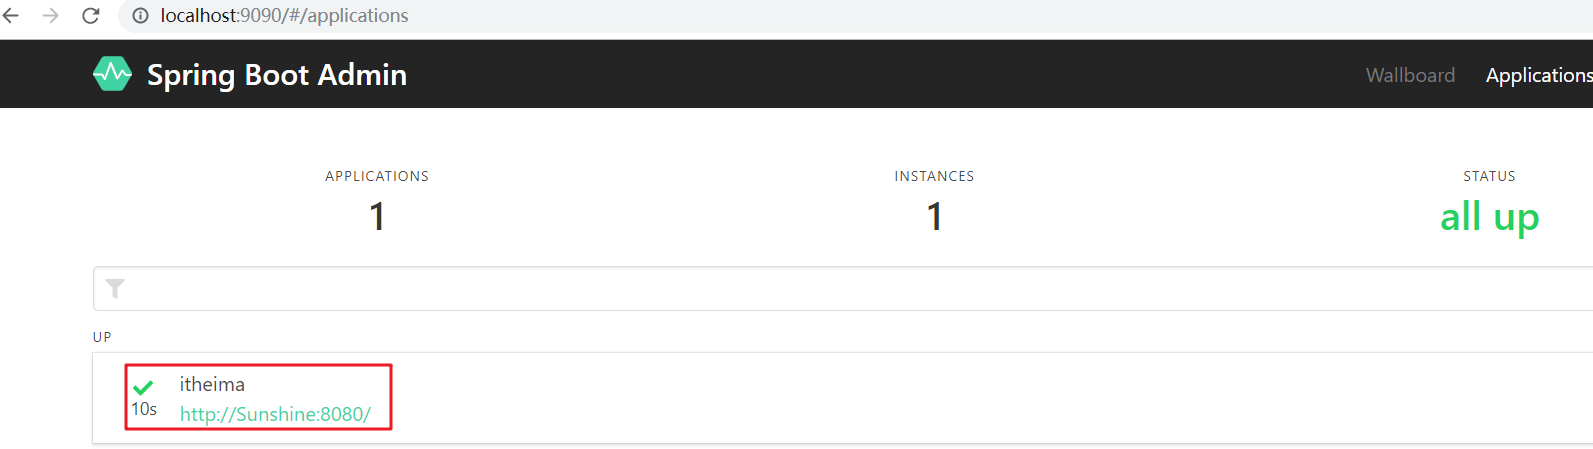 localhost:9090/#/applications
Spring Boot Admin
Wallboard
Applications
APPLICATIONS
INSTANCES
STATUS
1
1
all up
UP
itheima
10s
http://Sunshine:8080/